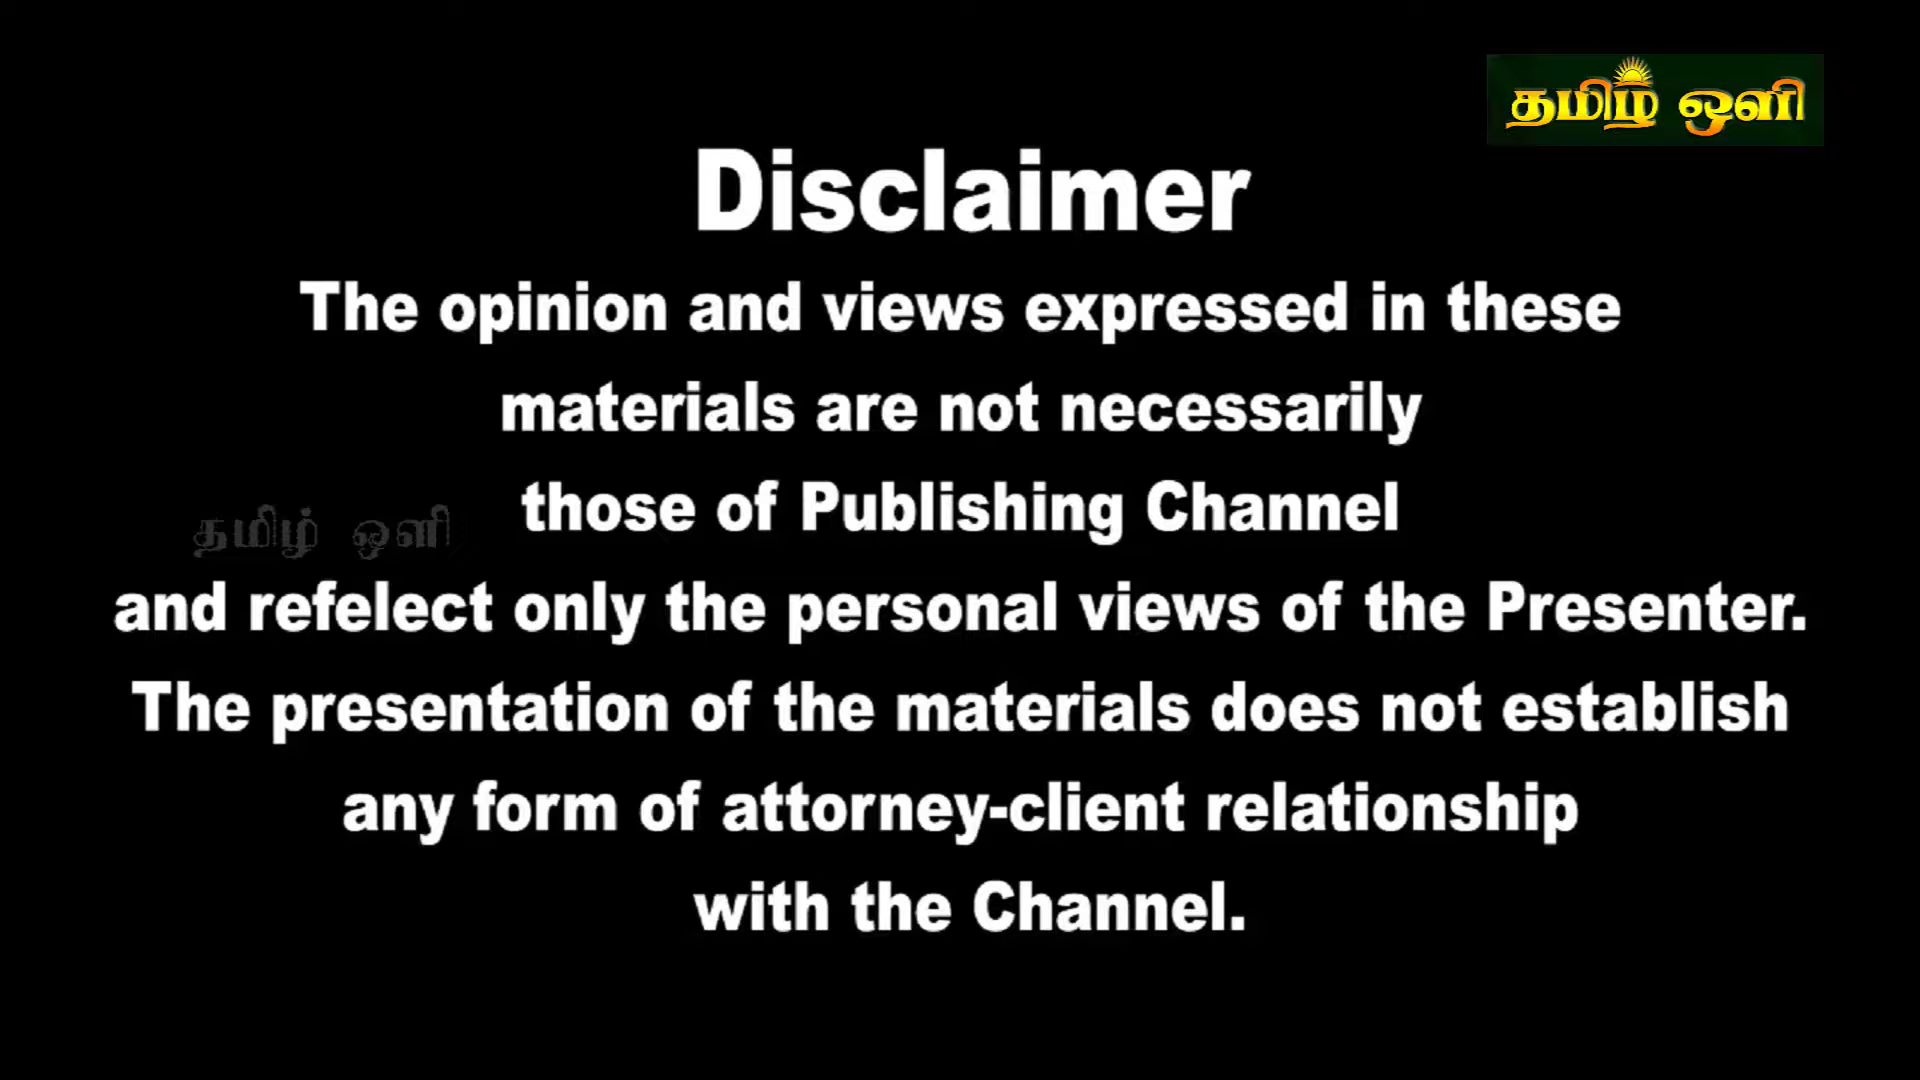 தமிழ் ஒளி
Disclaimer
The opinion and views expressed in these
materials are not necessarily
those of Publishing Channel
தமிழ் ஒளி
and refelect only the personal views of the Presenter.
The presentation of the materials does not establish
any form of attorney-client relationship
with the Channel.